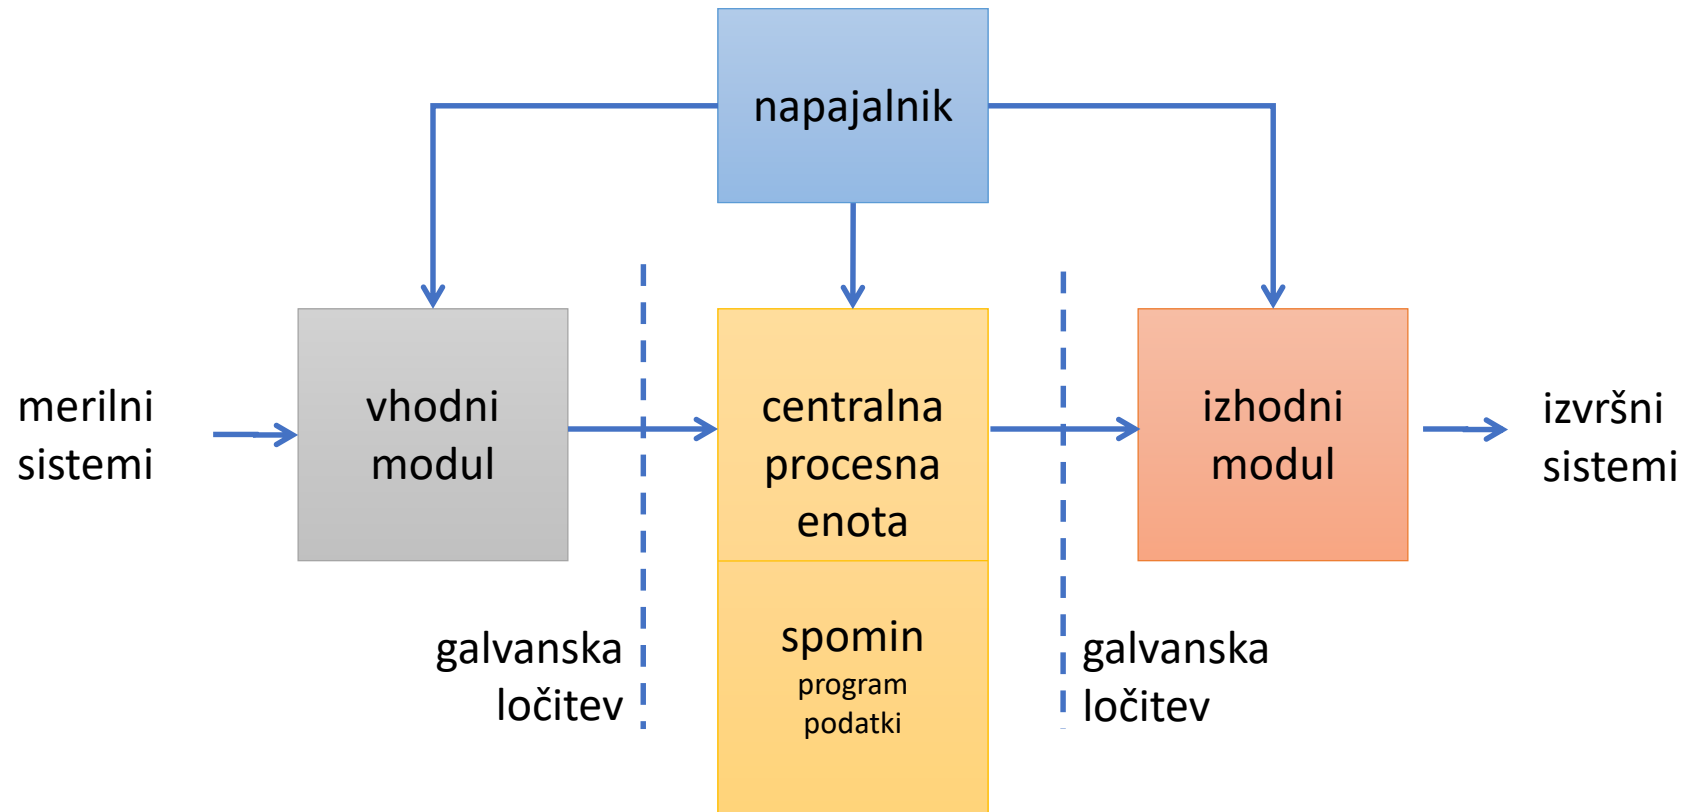 napajalnik
merilni
sistemi
vhodni
modul
centralna
procesna
enota
izhodni
modul
izvršni
sistemi
galvanska
ločitev
spomin
program
podatki
galvanska
ločitev